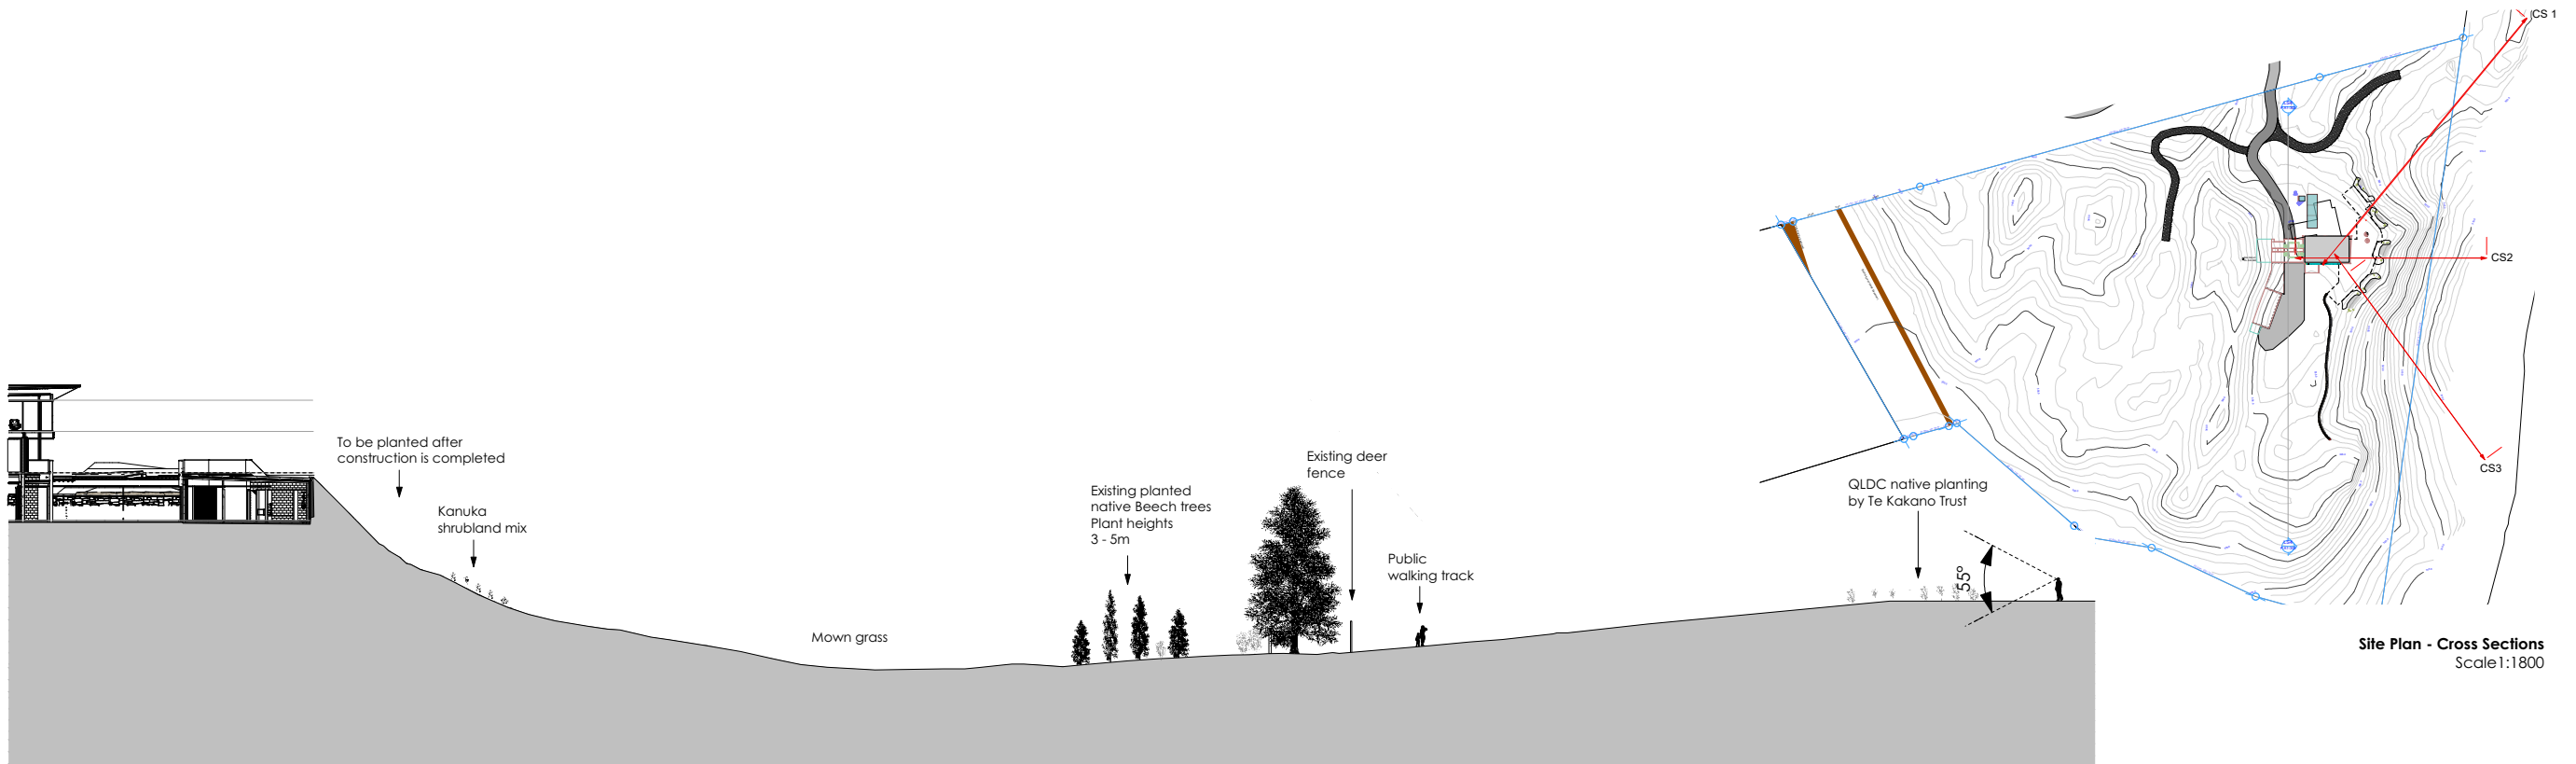 To be planted after
construction is completed
Kanuka
shrubland mix
Mown grass
Existing planted
native Beech trees
Plant heights
3 - 5m
Existing deer
fence
Public
walking track
QLDC native planting
by Te Kakano Trust
55°
CS 1
CS2
CS3
Site Plan - Cross Sections
Scale1:1800